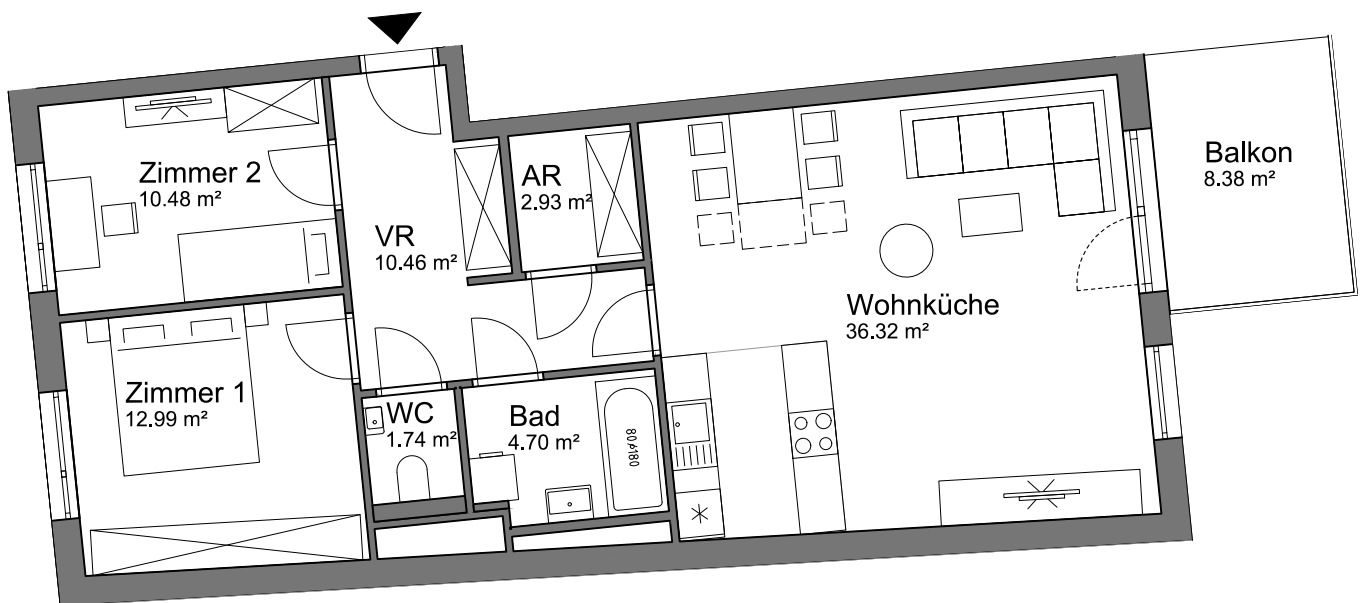 Zimmer 2
10.48 m²
VR
10.46 m²
AR
2.93 m²
Balkon
8.38 m²
Wohnküche
36.32 m²
Zimmer 1
12.99 m²
WC
1.74 m²
Bad
4.70 m²
80/180